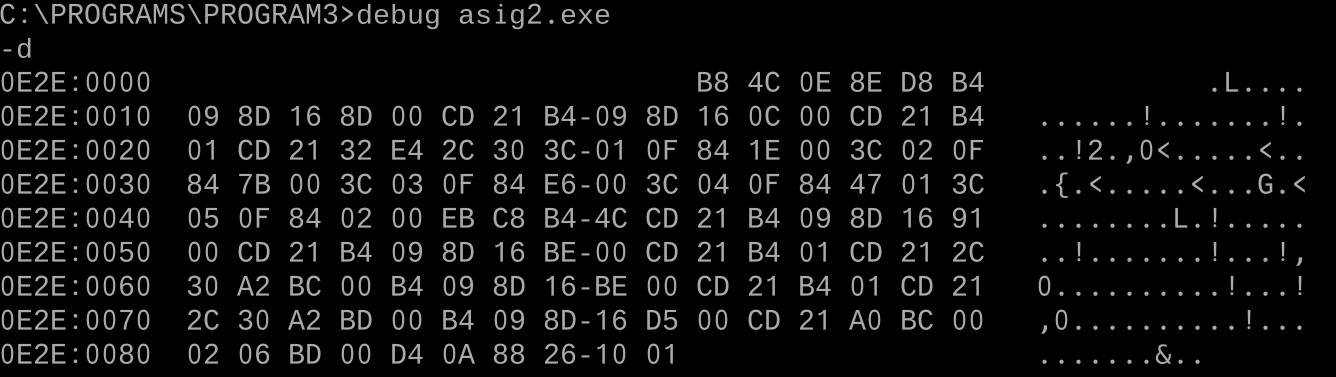 C:\PROGRAMS\PROGRAM3>debug asig2.exe
-d
0E2E:0000                                B8 4C 0E 8E D8 B4             .L....
0E2E:0010  09 8D 16 8D 00 CD 21 B4-09 8D 16 0C 00 CD 21 B4   ......!.......!.
0E2E:0020  01 CD 21 32 E4 2C 30 3C-01 0F 84 1E 00 3C 02 0F   ..!2.,0<.....<..
0E2E:0030  84 7B 00 3C 03 0F 84 E6-00 3C 04 0F 84 47 01 3C   .{.<.....<...G.<
0E2E:0040  05 0F 84 02 00 EB C8 B4-4C CD 21 B4 09 8D 16 91   ........L.!.....
0E2E:0050  00 CD 21 B4 09 8D 16 BE-00 CD 21 B4 01 CD 21 2C   ..!.......!...!,
0E2E:0060  30 A2 BC 00 B4 09 8D 16-BE 00 CD 21 B4 01 CD 21   0..........!...!
0E2E:0070  2C 30 A2 BD 00 B4 09 8D-16 D5 00 CD 21 A0 BC 00   ,0..........!...
0E2E:0080  02 06 BD 00 D4 0A 88 26-10 01                     .......&..